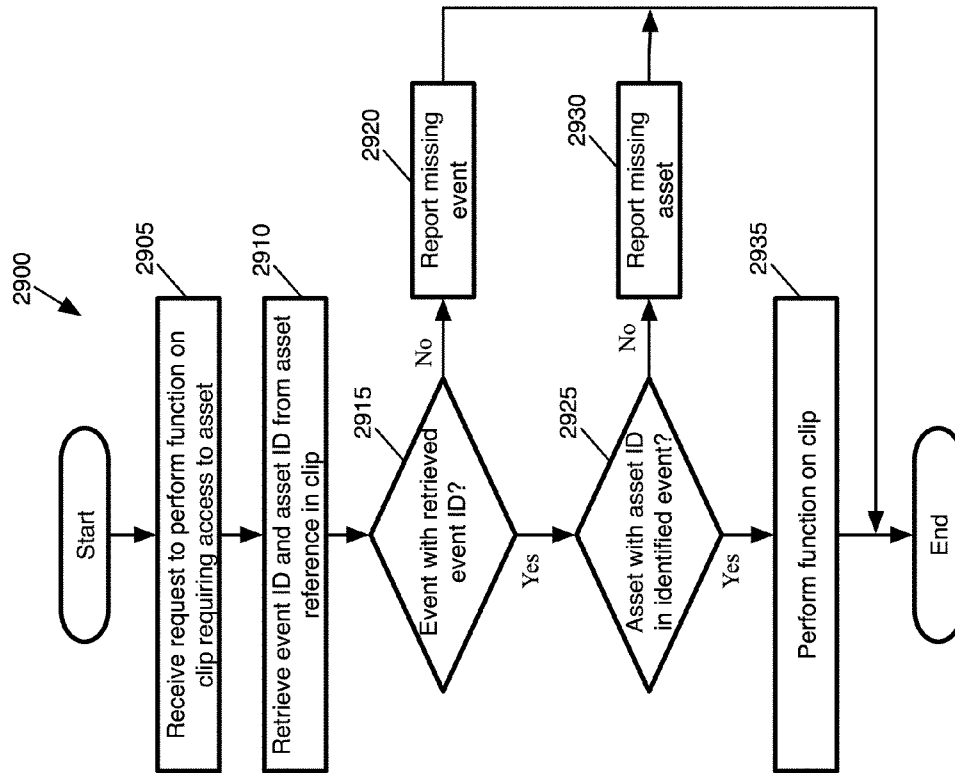 2900
Start
2905
Receive request to perform function on
clip requiring access to asset
2910
Retrieve event ID and asset ID from asset
reference in clip
2915
Event with retrieved
event ID?
No
2920
Report missing
event
Yes
2925
Asset with asset ID
in identified event?
No
2930
Report missing
asset
Yes
2935
Perform function on clip
End